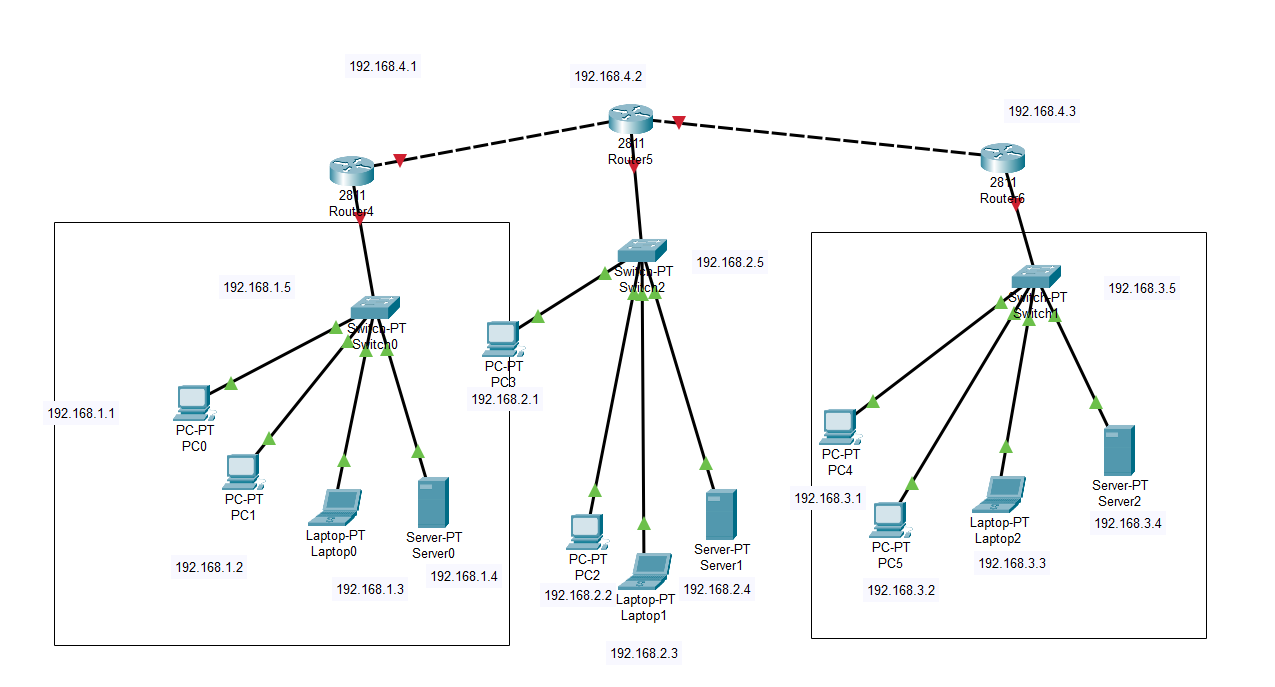 192.168.4.1
192.168.4.2
192.168.4.3
2811
Router5
2811
Router4
2811
Router6
192.168.2.5
Switch-PT
Switch2
192.168.1.5
192.168.3.5
Switch-PT
Switch1
Switch-PT
Switch0
PC-PT
PC3
192.168.2.1
192.168.1.1
PC-PT
PC0
PC-PT
PC4
192.168.3.1
PC-PT
PC1
Server-PT
Server2
192.168.3.4
Laptop-PT
Laptop0
Server-PT
Server0
Laptop-PT
Laptop2
PC-PT
PC5
Server-PT
Server1
PC-PT
PC2
192.168.1.2
192.168.1.3
192.168.1.4
192.168.2.2
192.168.2.4
Laptop-PT
Laptop1
192.168.3.3
192.168.3.2
192.168.2.3